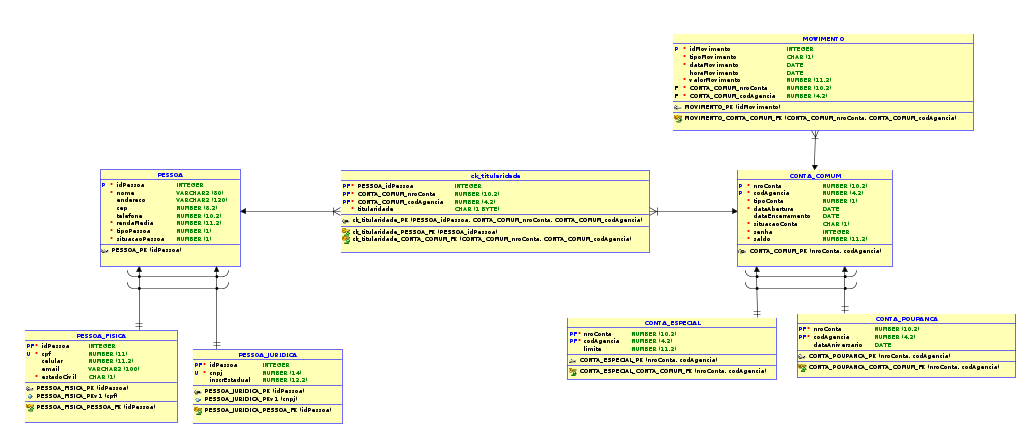 MOVIMENTO
P * idMovimento INTEGER
* tipoMovimento CHAR (1)
* dataMovimento DATE
horaMovimento DATE
* valorMovimento NUMBER (11,2)
F * CONTA_COMUM_nroConta NUMBER (10,2)
F * CONTA_COMUM_codAgencia NUMBER (4,2)
MOVIMENTO_PK (idMovimento)
MOVIMENTO_CONTA_COMUM_FK (CONTA_COMUM_nroConta, CONTA_COMUM_codAgencia)
PESSOA
P * idPessoa INTEGER
* nome VARCHAR2 (80)
endereco VARCHAR2 (120)
cep NUMBER (8,2)
telefone NUMBER (10,2)
* rendaMedia NUMBER (11,2)
* tipoPessoa NUMBER (1)
* situacaoPessoa NUMBER (1)
PESSOA_PK (idPessoa)
ck_titularidade
PF* PESSOA_idPessoa INTEGER
PF* CONTA_COMUM_nroConta NUMBER (10,2)
PF* CONTA_COMUM_codAgencia NUMBER (4,2)
* titularidade CHAR (1 BYTE)
ck_titularidade_PK (PESSOA_idPessoa, CONTA_COMUM_nroConta, CONTA_COMUM_codAgencia)
ck_titularidade_PESSOA_FK (PESSOA_idPessoa)
ck_titularidade_CONTA_COMUM_FK (CONTA_COMUM_nroConta, CONTA_COMUM_codAgencia)
CONTA_COMUM
P * nroConta NUMBER (10,2)
P * codAgencia NUMBER (4,2)
* tipoConta NUMBER (1)
* dataAbertura DATE
dataEncerramento DATE
* situacaoConta CHAR (1)
* senha INTEGER
* saldo NUMBER (11,2)
CONTA_COMUM_PK (nroConta, codAgencia)
PESSOA_FISICA
PF* idPessoa INTEGER
U * cpf NUMBER (11)
celular NUMBER (11,2)
email VARCHAR2 (100)
* estadoCivil CHAR (1)
PESSOA_FISICA_PK (idPessoa)
PESSOA_FISICA_PKv1 (cpf)
PESSOA_FISICA_PESSOA_FK (idPessoa)
PESSOA_JURIDICA
PF* idPessoa INTEGER
U * cnpj NUMBER (14)
inscrEstadual NUMBER (12,2)
PESSOA_JURIDICA_PK (idPessoa)
PESSOA_JURIDICA_PKv1 (cnpj)
PESSOA_JURIDICA_PESSOA_FK (idPessoa)
CONTA_ESPECIAL
PF* nroConta NUMBER (10,2)
PF* codAgencia NUMBER (4,2)
limite NUMBER (11,2)
CONTA_ESPECIAL_PK (nroConta, codAgencia)
CONTA_ESPECIAL_CONTA_COMUM_FK (nroConta, codAgencia)
CONTA_POUPANCA
PF* nroConta NUMBER (10,2)
PF* codAgencia NUMBER (4,2)
dataAniversario DATE
CONTA_POUPANCA_PK (nroConta, codAgencia)
CONTA_POUPANCA_CONTA_COMUM_FK (nroConta, codAgencia)